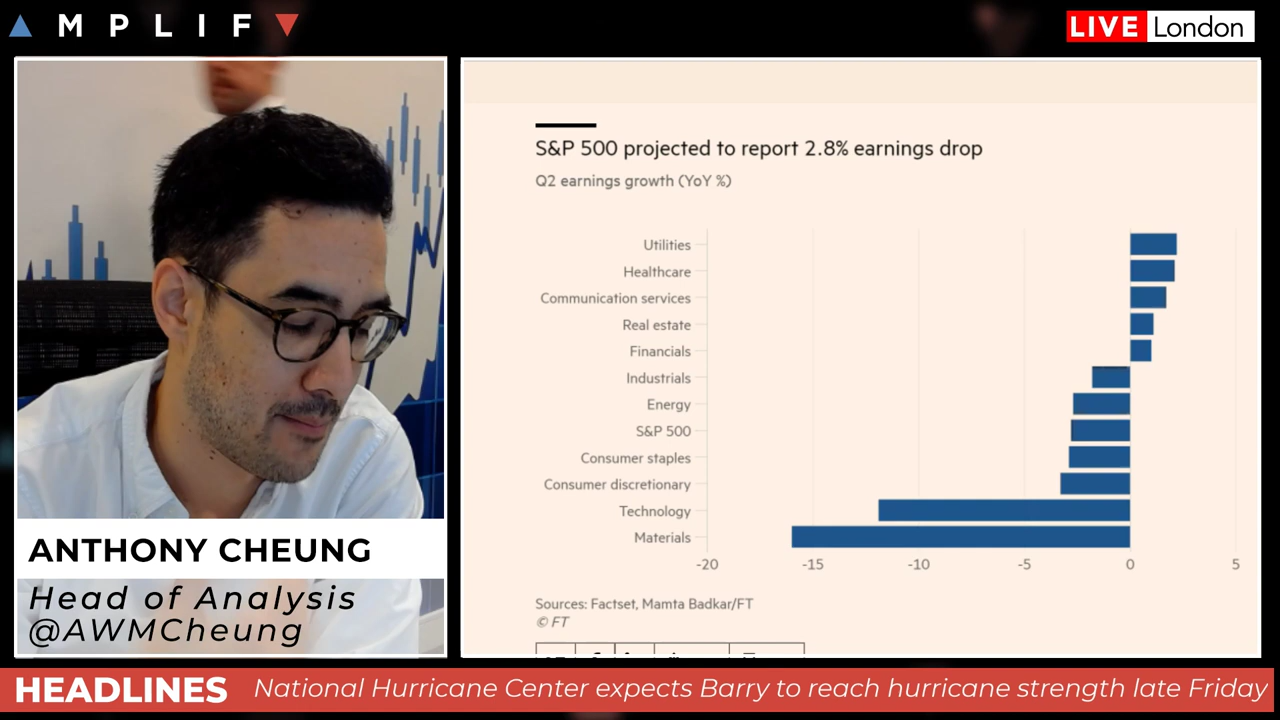 MPLIF
LIVE London
S&P 500 projected to report 2.8% earnings drop
Q2 earnings growth (YoY %)
Utilities
Healthcare
Communication services
Real estate
Financials
Industrials
Energy
S&P 500
Consumer staples
Consumer discretionary
Technology
Materials
-20 -15 -10 -5 0 5
Sources: Factset, Mamta Badkar/FT
© FT
ANTHONY CHEUNG
Head of Analysis
@AWMCheung
HEADLINES National Hurricane Center expects Barry to reach hurricane strength late Friday